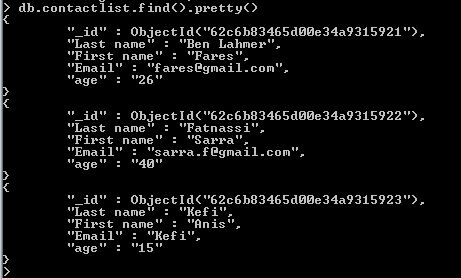 > db.contactlist.find().pretty()
{
"_id" : ObjectId("62c6b83465d00e34a9315921"),
"Last name" : "Ben Lahmer",
"First name" : "Fares",
"Email" : "fares@gmail.com",
"age" : "26"
}
{
"_id" : ObjectId("62c6b83465d00e34a9315922"),
"Last name" : "Fatnassi",
"First name" : "Sarra",
"Email" : "sarra.f@gmail.com",
"age" : "40"
}
{
"_id" : ObjectId("62c6b83465d00e34a9315923"),
"Last name" : "Kefi",
"First name" : "Anis",
"Email" : "Kefi",
"age" : "15"
}
>